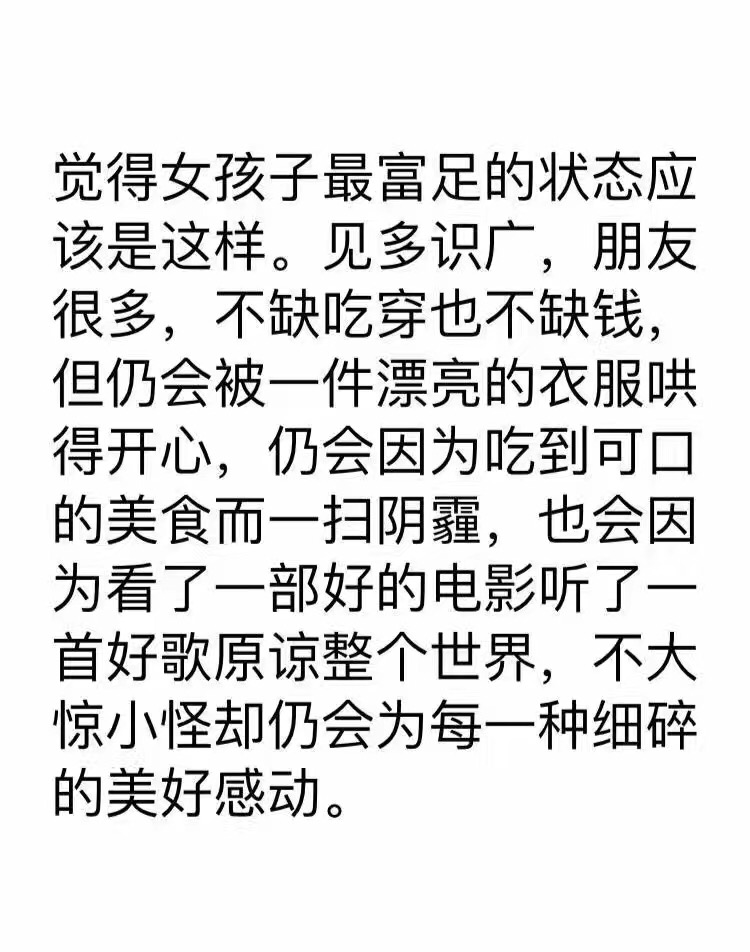 觉得女孩子最富足的状态应
该是这样。见多识广，朋友
很多，不缺吃穿也不缺钱，
但仍会被一件漂亮的衣服哄
得开心，仍会因为吃到可口
的美食而一扫阴霾，也会因
为看了一部好的电影听了一
首好歌原谅整个世界，不大
惊小怪却仍会为每一种细碎
的美好感动。